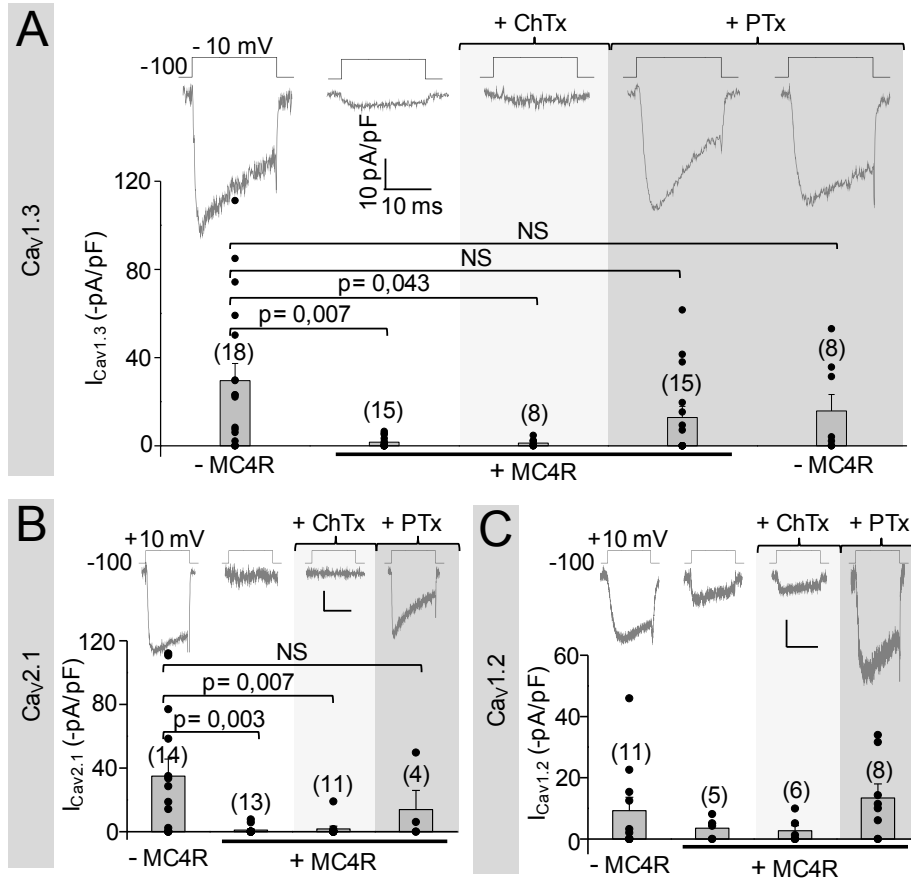 A
+ ChTx
+ PTx
- 10 mV
-100
10 pA/pF
10 ms
Cav1.3
ICav1.3 (-pA/pF)
120
80
40
0
NS
NS
p= 0,043
p= 0,007
(18)
(15)
(8)
(15)
(8)
- MC4R
+ MC4R
- MC4R
B
+ ChTx
+ PTx
+10 mV
-100
Cav2.1
ICav2.1 (-pA/pF)
120
80
40
0
NS
p= 0,007
p= 0,003
(14)
(13)
(11)
(4)
- MC4R
+ MC4R
C
+ ChTx
+ PTx
+10 mV
-100
Cav1.2
ICav1.2 (-pA/pF)
60
40
20
0
(11)
(5)
(6)
(8)
- MC4R
+ MC4R